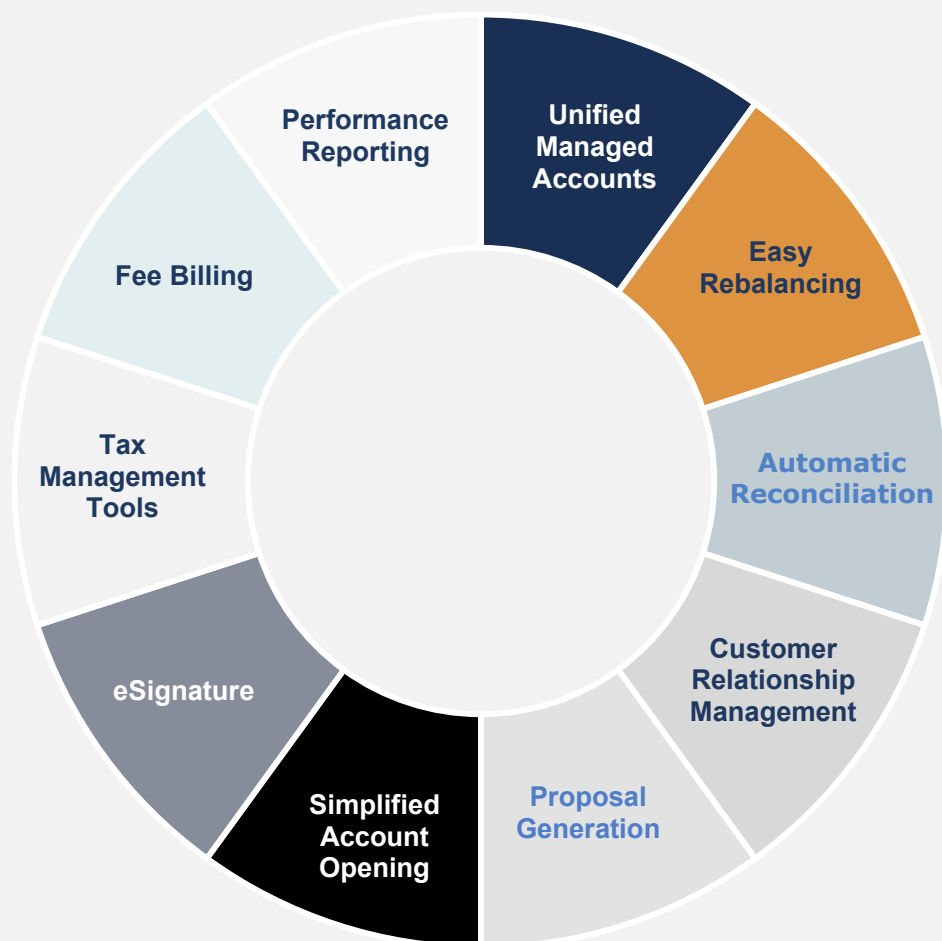 Unified
Managed
Accounts
Easy
Rebalancing
Automatic
Reconciliation
Customer
Relationship
Management
Proposal
Generation
Simplified
Account
Opening
eSignature
Tax
Management
Tools
Fee Billing
Performance
Reporting